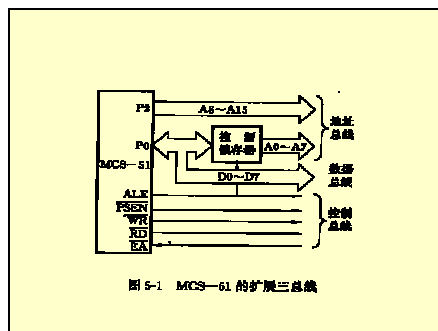 P2
A8～A15
地址
总线
P0
地址
锁存器
A0～A7
MCS—51
D0～D7
数据
总线
ALE
PSEN
WR
RD
EA
控制
总线
图5-1 MCS—51的扩展三总线